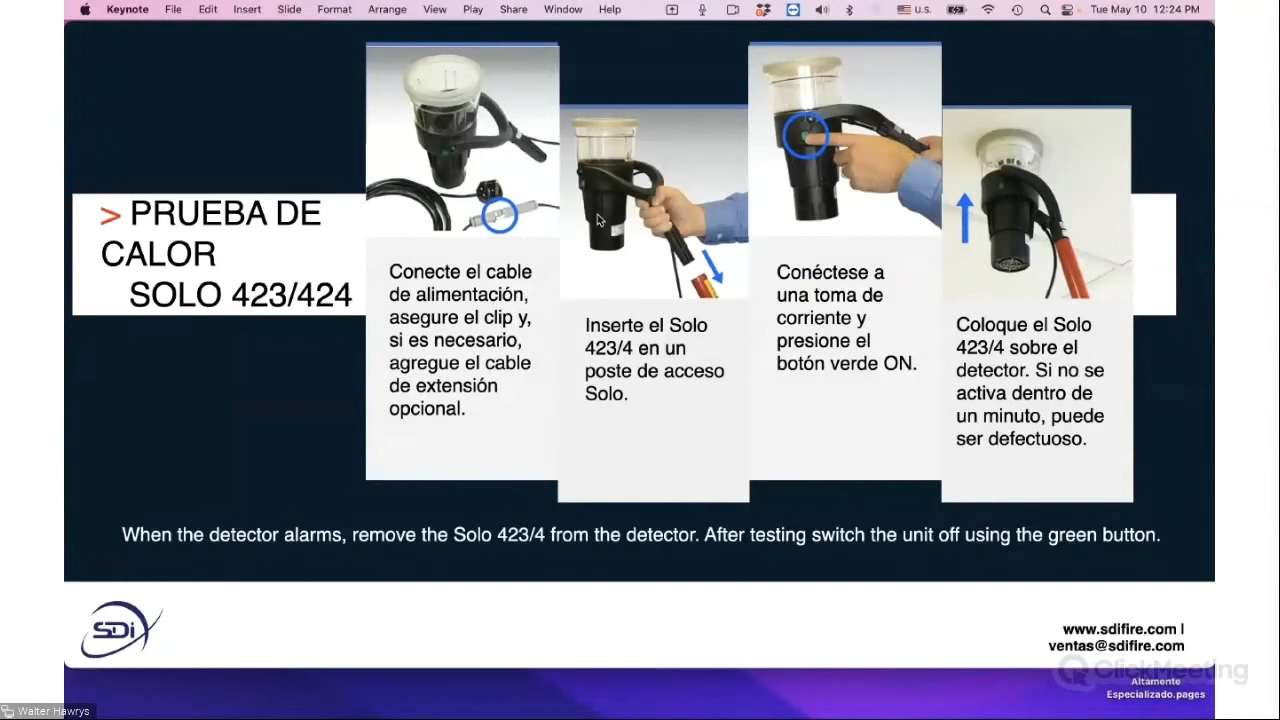 Keynote File Edit Insert Slide Format Arrange View Play Share Window Help U.S. Tue May 10 12:24 PM
> PRUEBA DE
CALOR
SOLO 423/424
Conecte el cable
de alimentación,
asegure el clip y,
si es necesario,
agregue el cable
de extensión
opcional.
Inserte el Solo
423/4 en un
poste de acceso
Solo.
Conéctese a
una toma de
corriente y
presione el
botón verde ON.
Coloque el Solo
423/4 sobre el
detector. Si no se
activa dentro de
un minuto, puede
ser defectuoso.
When the detector alarms, remove the Solo 423/4 from the detector. After testing switch the unit off using the green button.
SDi
www.sdifire.com |
ventas@sdifire.com
ClickMeeting
Altamente
Especializado.pages
Walter Hawrys